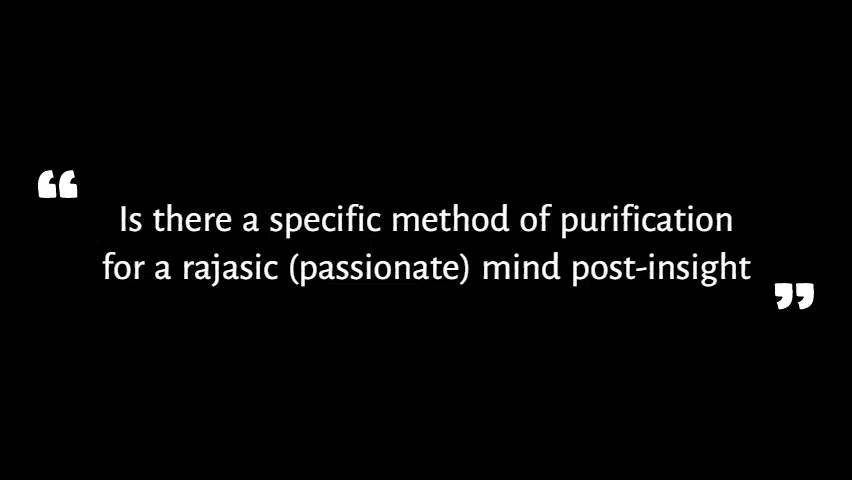 “
Is there a specific method of purification
for a rajasic (passionate) mind post-insight
”